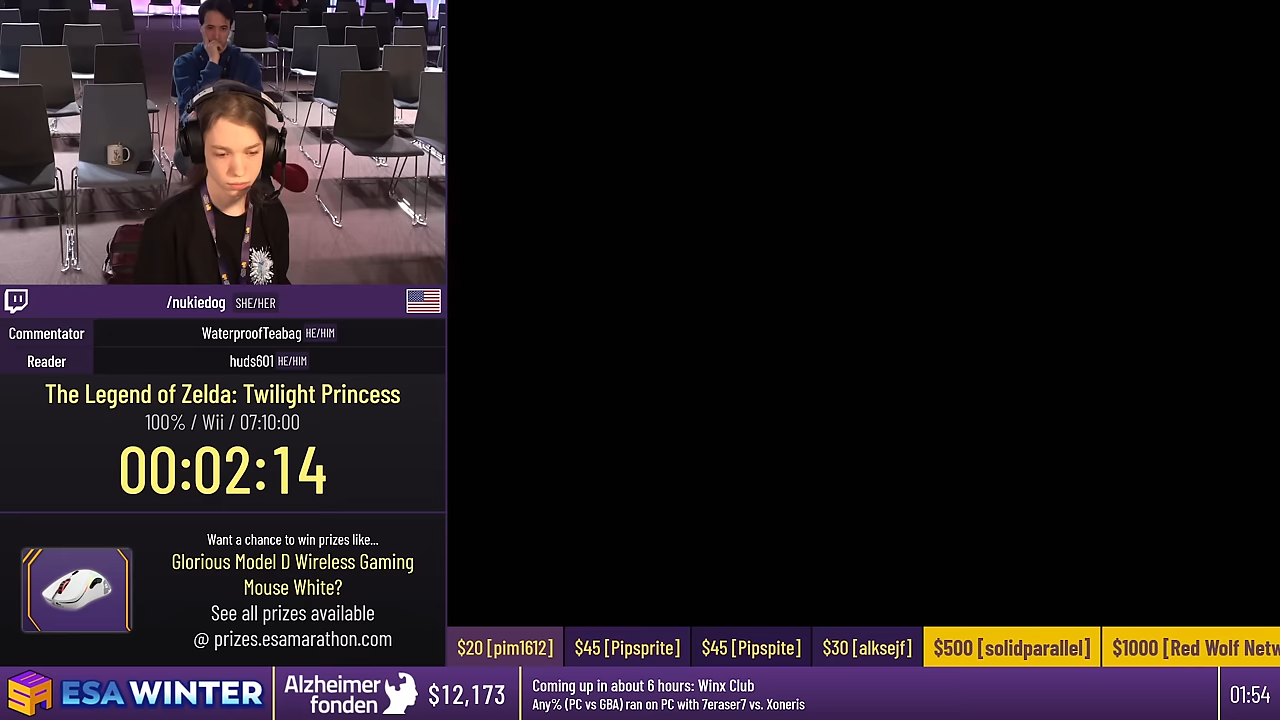 /nukiedog SHE/HER
Commentator WaterproofTeabag HE/HIM
Reader huds601 HE/HIM
The Legend of Zelda: Twilight Princess
100% / Wii / 07:10:00
00:02:14
Want a chance to win prizes like...
Glorious Model D Wireless Gaming
Mouse White?
See all prizes available
@ prizes.esamarathon.com
$20 [pim1612] $45 [Pipsprite] $45 [Pipspite] $30 [alksejf] $500 [solidparallel] $1000 [Red Wolf Netw
ESA WINTER
Alzheimer
fonden
$12,173
Coming up in about 6 hours: Winx Club
Any% (PC vs GBA) ran on PC with 7erastic7 vs. Xoneris
01:54